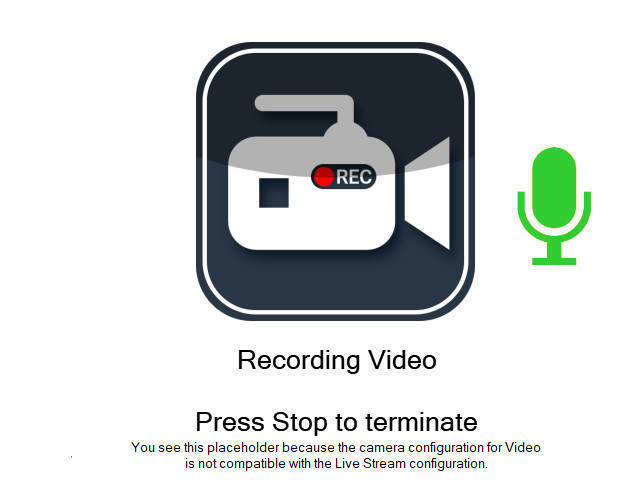 REC
Recording Video
Press Stop to terminate
You see this placeholder because the camera configuration for Video
is not compatible with the Live Stream configuration.